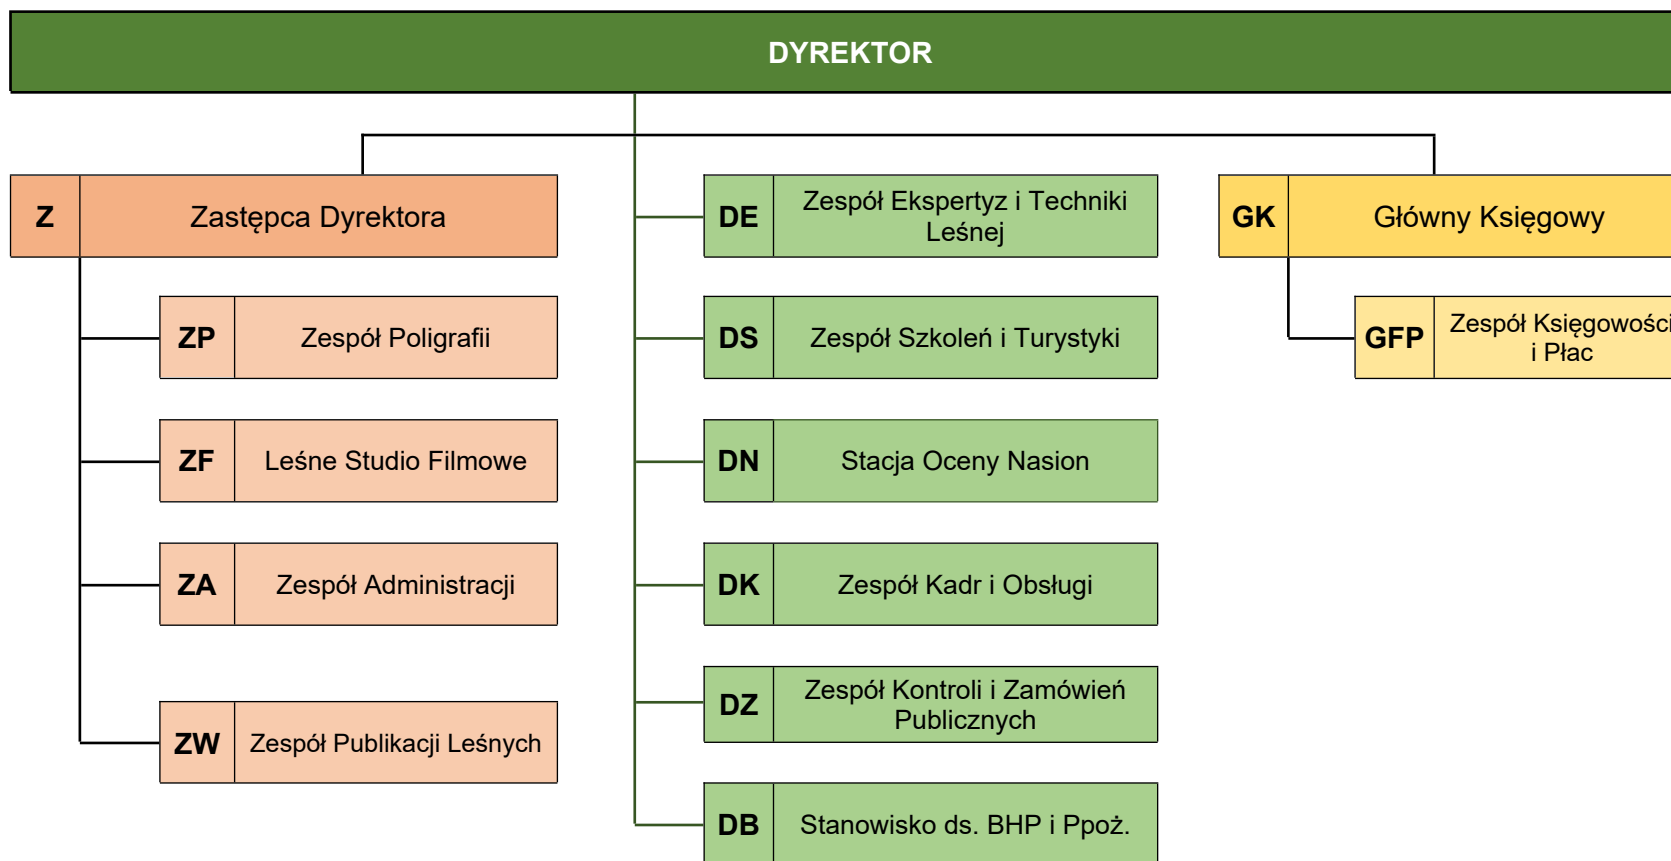 DYREKTOR
Z Zastępca Dyrektora
ZP Zespół Poligrafii
ZF Leśne Studio Filmowe
ZA Zespół Administracji
ZW Zespół Publikacji Leśnych
DE Zespół Ekspertyz i Techniki
Leśnej
DS Zespół Szkoleń i Turystyki
DN Stacja Oceny Nasion
DK Zespół Kadr i Obsługi
DZ Zespół Kontroli i Zamówień
Publicznych
DB Stanowisko ds. BHP i Ppoż.
GK Główny Księgowy
GFP Zespół Księgowości
i Płac